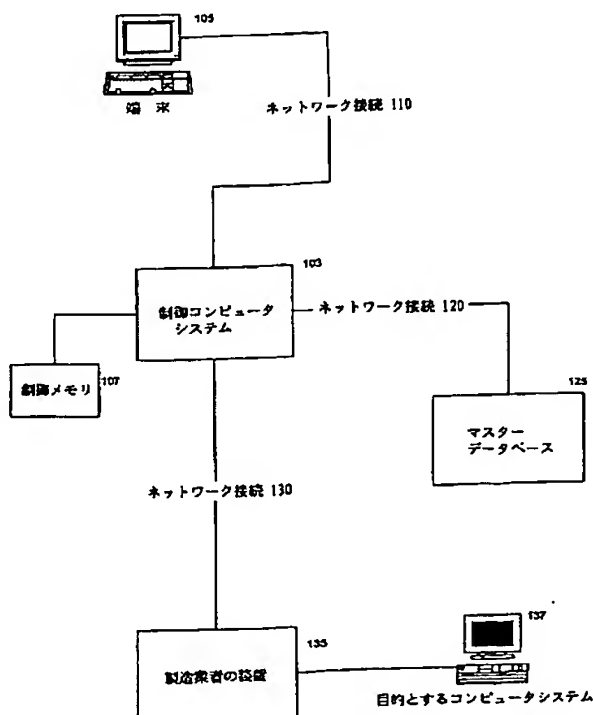 105
端末
ネットワーク接続 110
103
制御コンピュータ
システム
ネットワーク接続 120
107
制御メモリ
125
マスター
データベース
ネットワーク接続 130
135
製造業者の装置
137
目的とするコンピュータシステム